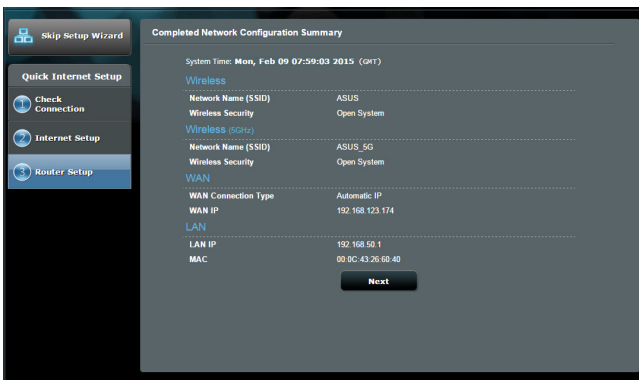 Skip Setup Wizard
Quick Internet Setup
1 Check Connection
2 Internet Setup
3 Router Setup
Completed Network Configuration Summary
System Time: Mon, Feb 09 07:59:03 2015 (GMT)
Wireless
Network Name (SSID) ASUS
Wireless Security Open System
Wireless (5GHz)
Network Name (SSID) ASUS_5G
Wireless Security Open System
WAN
WAN Connection Type Automatic IP
WAN IP 192.168.123.174
LAN
LAN IP 192.168.50.1
MAC 00:0C:43:26:60:40
Next